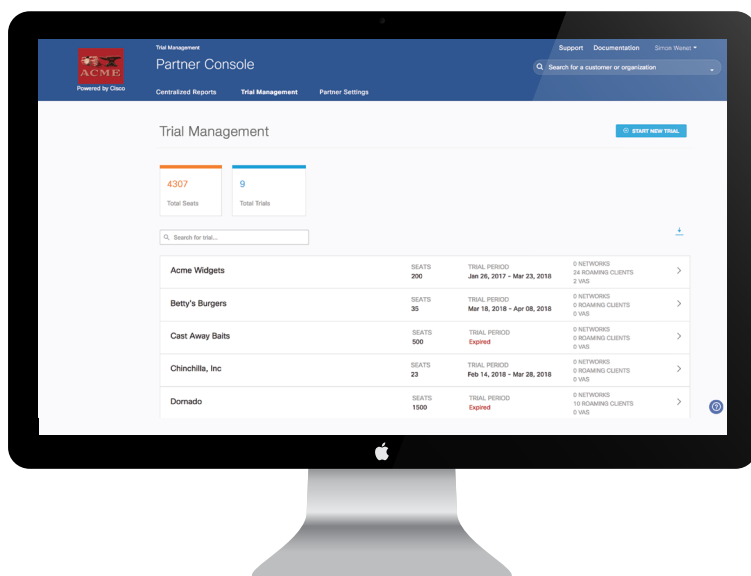 Trial Management
Support Documentation Simon Wenet
ACME
Partner Console
Search for a customer or organization
Powered by Cisco
Centralized Reports Trial Management Partner Settings
Trial Management
START NEW TRIAL
4307
Total Seats
9
Total Trials
Search for trial...
Acme Widgets
SEATS
200
TRIAL PERIOD
Jan 26, 2017 - Mar 23, 2018
0 NETWORKS
24 ROAMING CLIENTS
2 VAS
Betty's Burgers
SEATS
35
TRIAL PERIOD
Mar 18, 2018 - Apr 08, 2018
0 NETWORKS
0 ROAMING CLIENTS
0 VAS
Cast Away Baits
SEATS
500
TRIAL PERIOD
Expired
0 NETWORKS
0 ROAMING CLIENTS
0 VAS
Chinchilla, Inc
SEATS
23
TRIAL PERIOD
Feb 14, 2018 - Mar 28, 2018
0 NETWORKS
0 ROAMING CLIENTS
0 VAS
Dornado
SEATS
1500
TRIAL PERIOD
Expired
0 NETWORKS
10 ROAMING CLIENTS
0 VAS